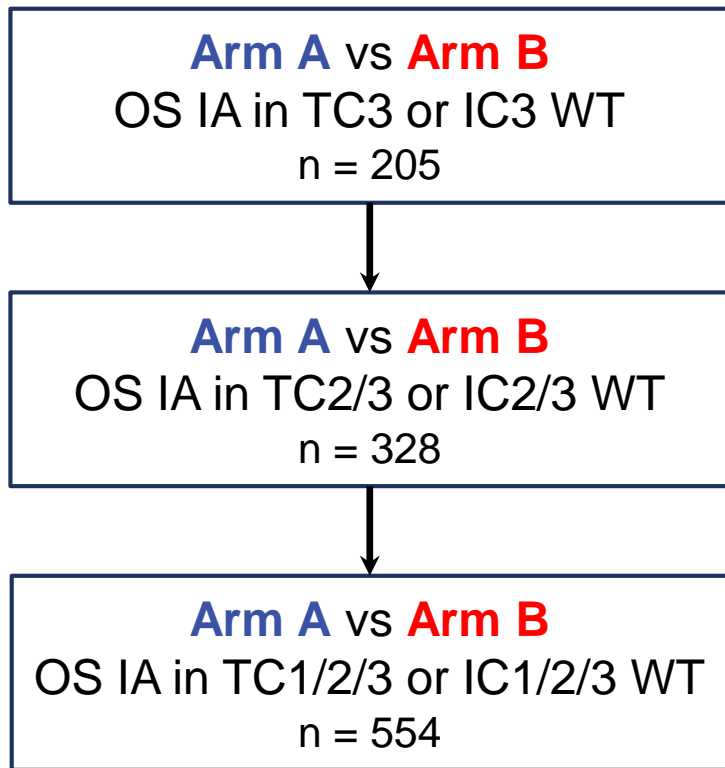 Arm A vs Arm B
OS IA in TC3 or IC3 WT
n = 205
Arm A vs Arm B
OS IA in TC2/3 or IC2/3 WT
n = 328
Arm A vs Arm B
OS IA in TC1/2/3 or IC1/2/3 WT
n = 554